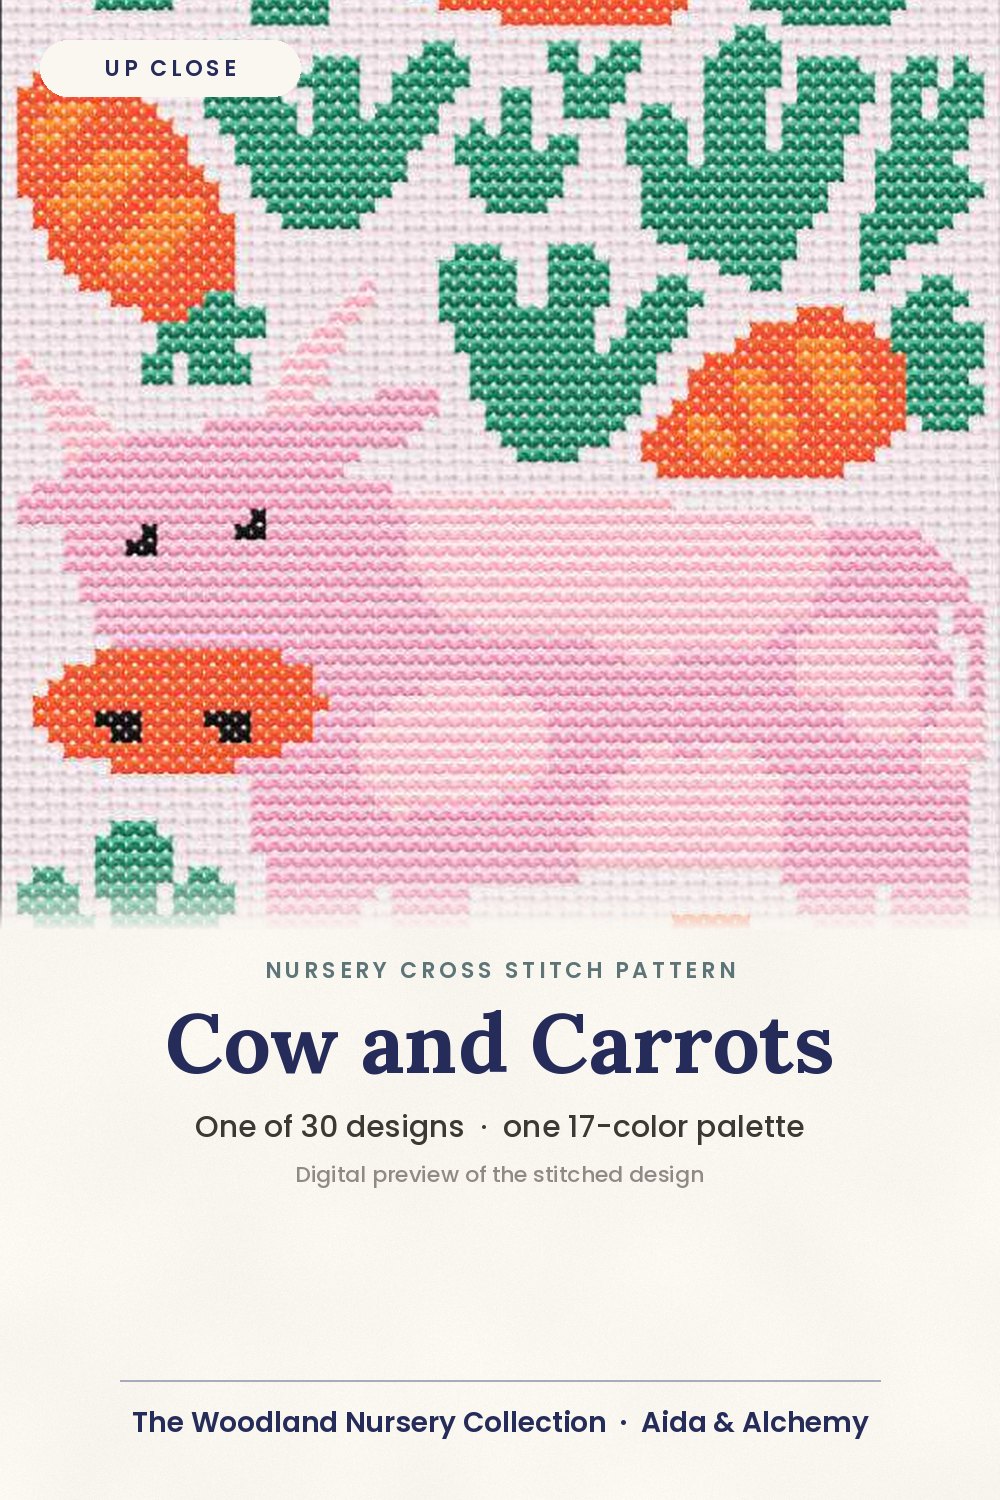 UP CLOSE
NURSERY CROSS STITCH PATTERN
Cow and Carrots
One of 30 designs · one 17-color palette
Digital preview of the stitched design
The Woodland Nursery Collection · Aida & Alchemy